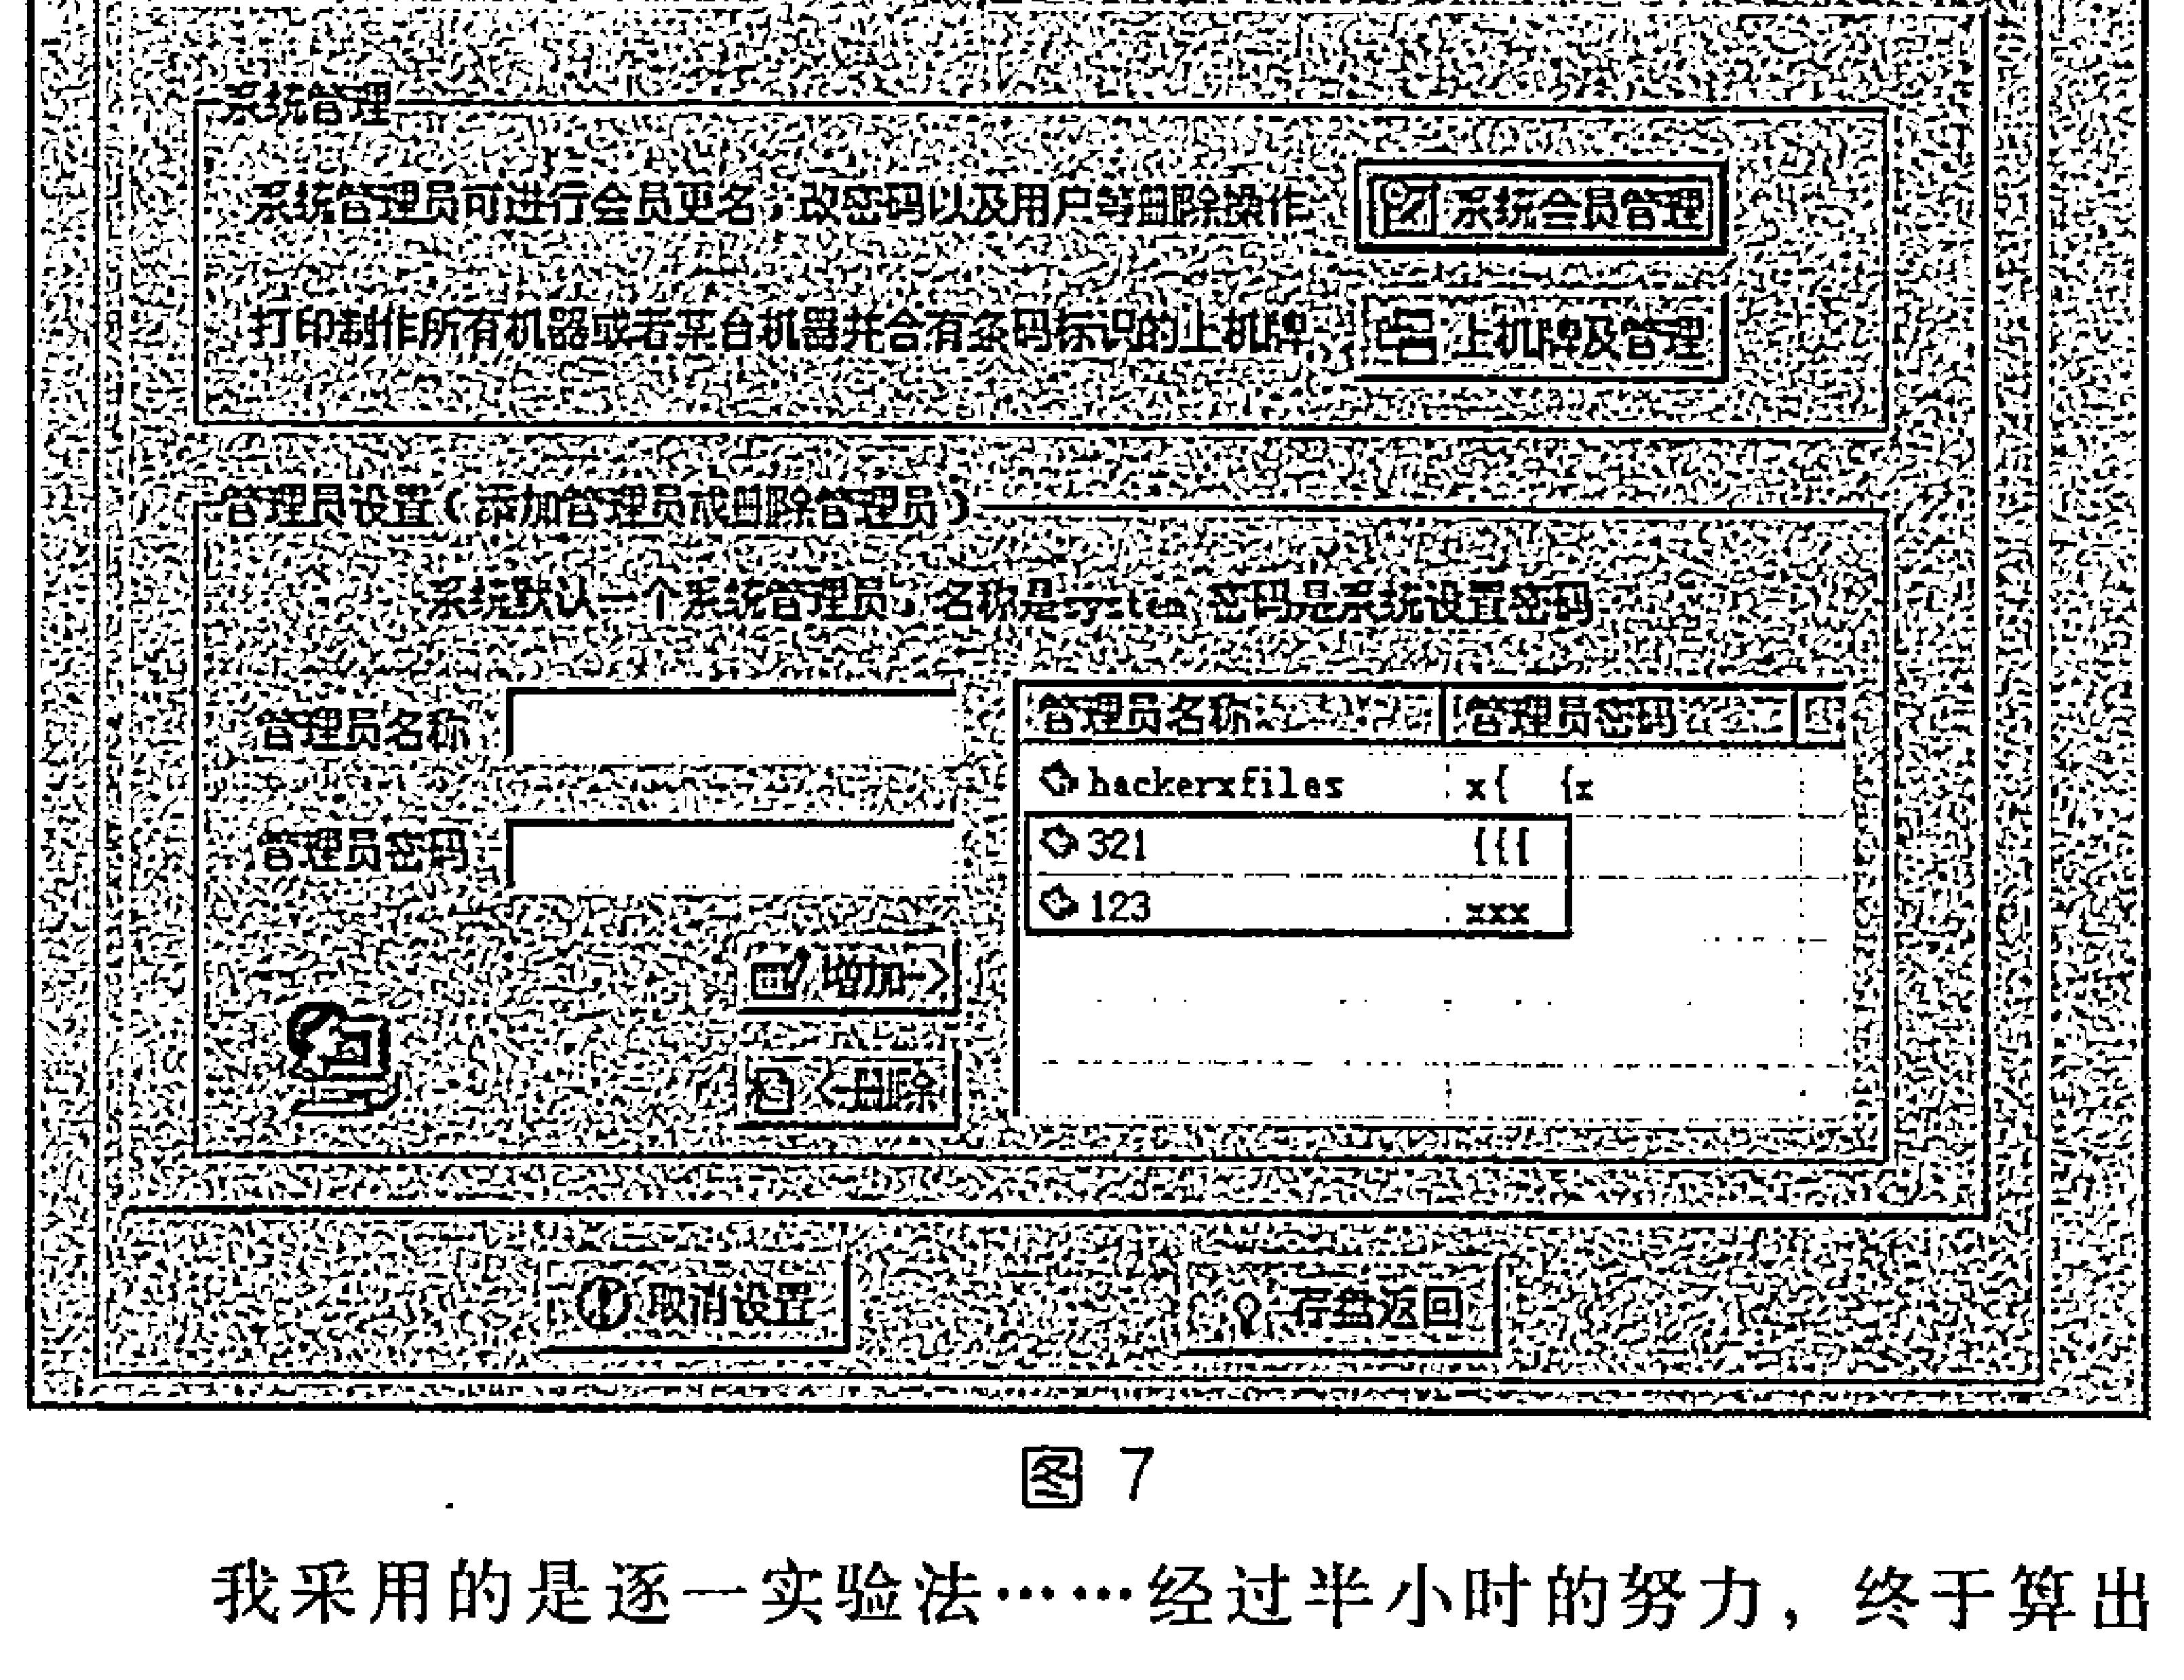 系统管理
系统管理员可进行会员更名，改密码以及用户等删除操作
系统会员管理
打印制作所有机器或者某台机器并含有条码标识的上机牌
上机牌及管理
管理员设置(添加管理员或删除管理员)
系统默认一个系统管理员，名称是system 密码是系统设置密码
管理员名称
管理员密码
管理员名称 管理员密码
hackerxfiles x{ {x
321 {{{
123 xxx
增加->
<-删除
取消设置
存盘返回
图 7
我采用的是逐一实验法……经过半小时的努力，终于算出